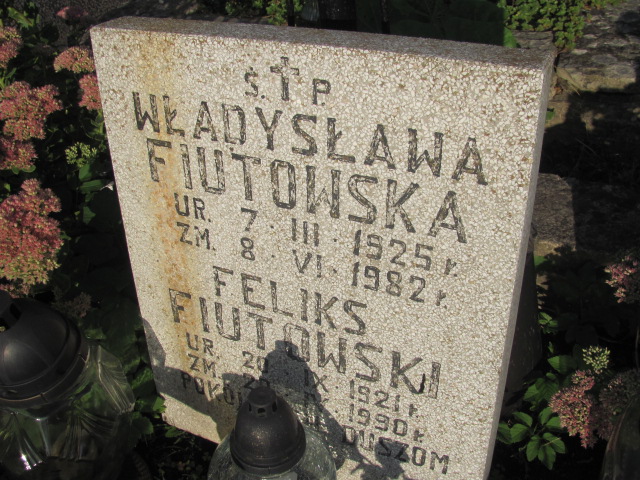 Ś. † P
WŁADYSŁAWA
FIUTOWSKA
UR. 7 · III · 1925 r.
ZM. 8 · VI · 1982 r.
FELIKS
FIUTOWSKI
UR. 20 · IX · 1921 r.
ZM. 1990 r.
DUSZOM